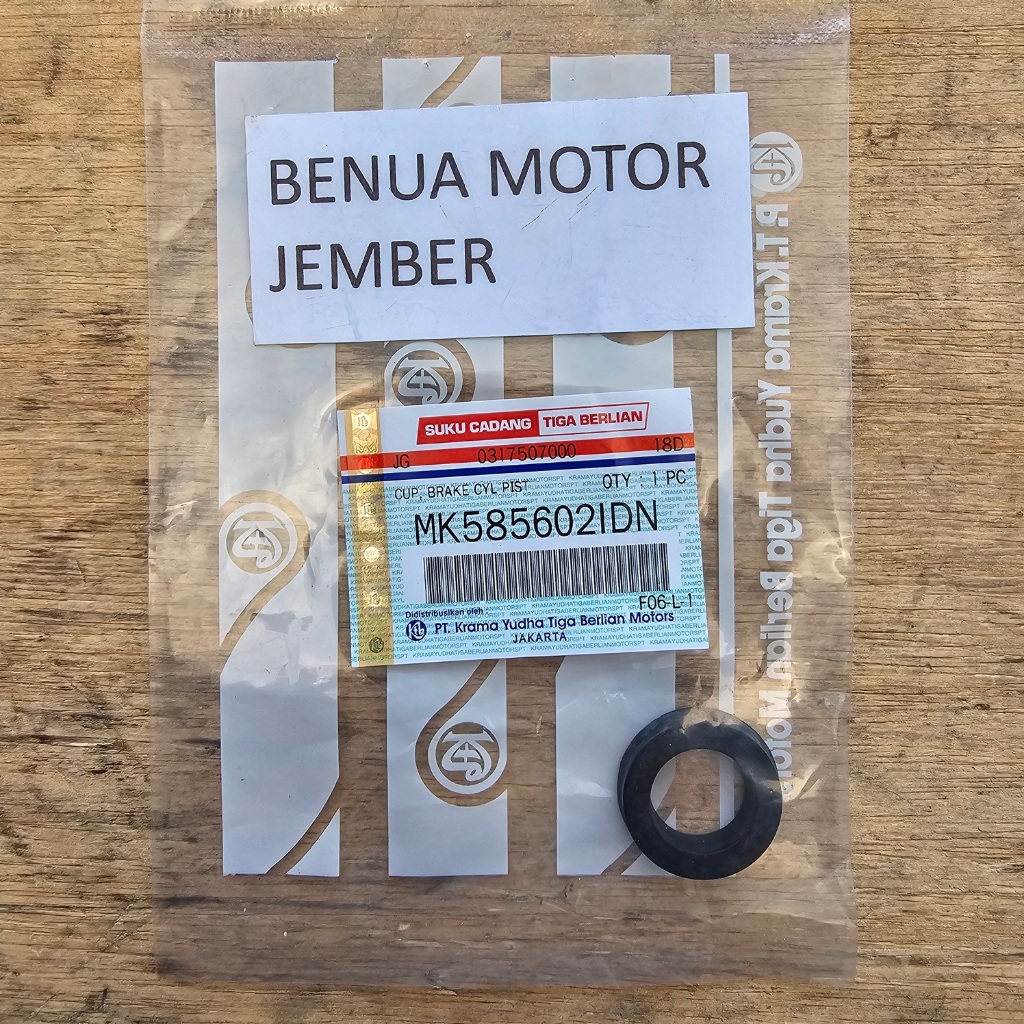 BENUA MOTOR
JEMBER
P.T. Krama Yudha Tiga Berlian Motors
SUKU CADANG TIGA BERLIAN
JG 0317507000 18D
CUP, BRAKE CYL PIST QTY : 1 PC
MK585602IDN
F06-L-1
Didistribusikan oleh :
PT. Krama Yudha Tiga Berlian Motors
JAKARTA